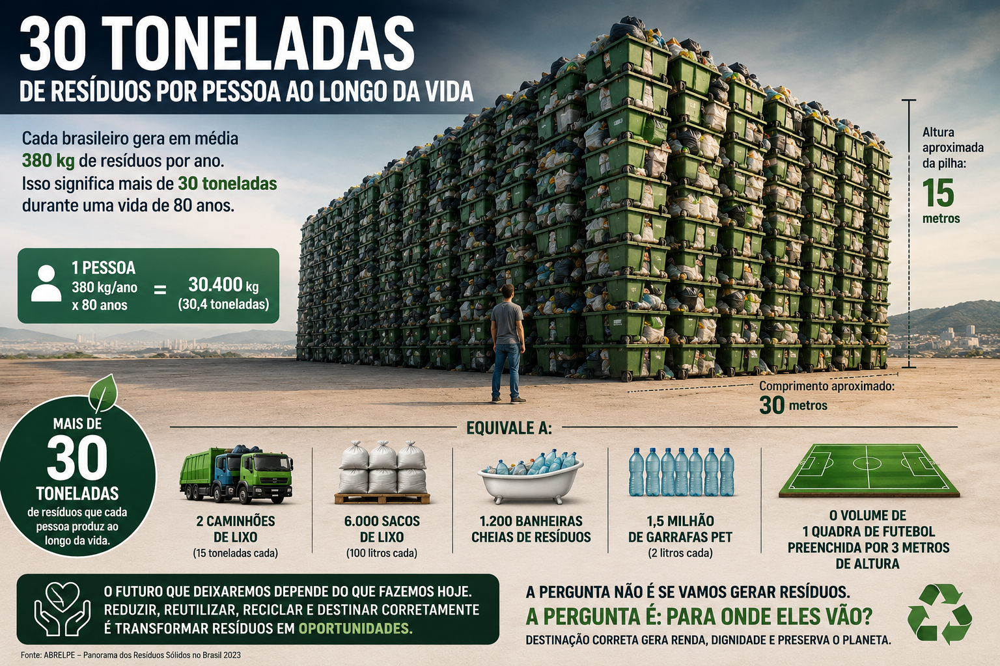 30 TONELADAS
DE RESÍDUOS POR PESSOA AO LONGO DA VIDA
Cada brasileiro gera em média
380 kg de resíduos por ano.
Isso significa mais de 30 toneladas
durante uma vida de 80 anos.
1 PESSOA
380 kg/ano
x 80 anos
=
30.400 kg
(30,4 toneladas)
Altura
aproximada
da pilha:
15
metros
Comprimento aproximado:
30 metros
MAIS DE
30
TONELADAS
de resíduos que cada
pessoa produz ao
longo da vida.
EQUIVALE A:
2 CAMINHÕES
DE LIXO
(15 toneladas cada)
6.000 SACOS
DE LIXO
(100 litros cada)
1.200 BANHEIRAS
CHEIAS DE RESÍDUOS
1,5 MILHÃO
DE GARRAFAS PET
(2 litros cada)
O VOLUME DE
1 QUADRA DE FUTEBOL
PREENCHIDA POR 3 METROS
DE ALTURA
O FUTURO QUE DEIXAREMOS DEPENDE DO QUE FAZEMOS HOJE.
REDUZIR, REUTILIZAR, RECICLAR E DESTINAR CORRETAMENTE
É TRANSFORMAR RESÍDUOS EM OPORTUNIDADES.
A PERGUNTA NÃO É SE VAMOS GERAR RESÍDUOS.
A PERGUNTA É: PARA ONDE ELES VÃO?
DESTINAÇÃO CORRETA GERA RENDA, DIGNIDADE E PRESERVA O PLANETA.
Fonte: ABRELPE – Panorama dos Resíduos Sólidos no Brasil 2023